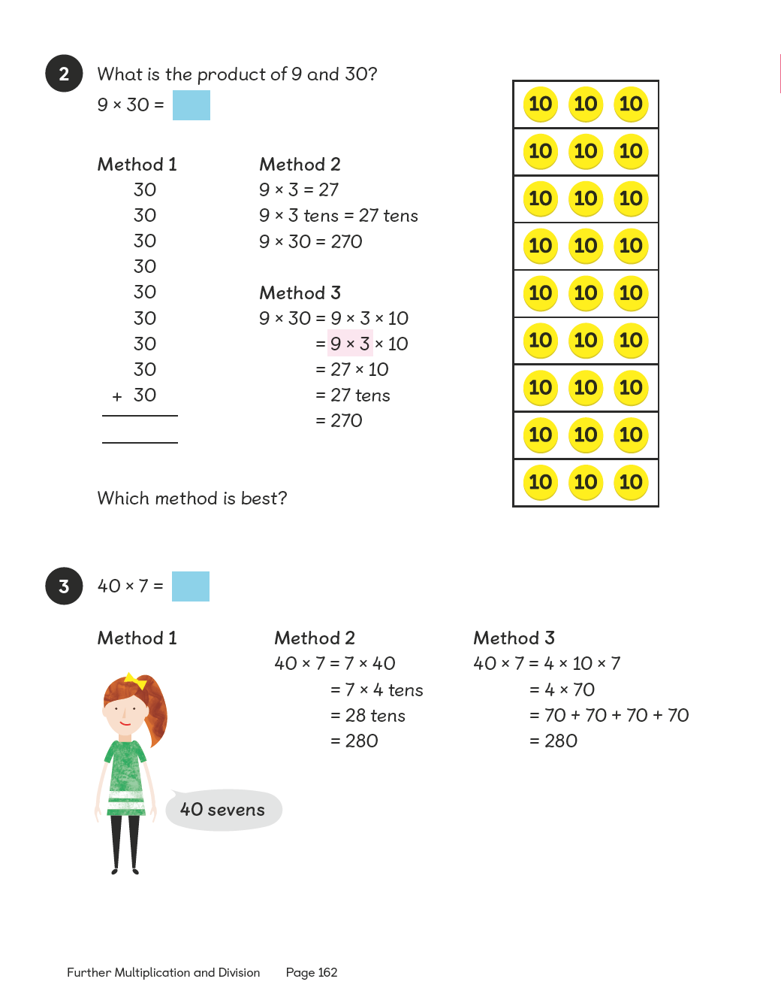 2 What is the product of 9 and 30?
9 × 30 =
Method 1
30
30
30
30
30
30
30
30
+ 30
Method 2
9 × 3 = 27
9 × 3 tens = 27 tens
9 × 30 = 270
Method 3
9 × 30 = 9 × 3 × 10
= 9 × 3 × 10
= 27 × 10
= 27 tens
= 270
10 10 10
10 10 10
10 10 10
10 10 10
10 10 10
10 10 10
10 10 10
10 10 10
10 10 10
Which method is best?
3 40 × 7 =
Method 1
40 sevens
Method 2
40 × 7 = 7 × 40
= 7 × 4 tens
= 28 tens
= 280
Method 3
40 × 7 = 4 × 10 × 7
= 4 × 70
= 70 + 70 + 70 + 70
= 280
Further Multiplication and Division Page 162